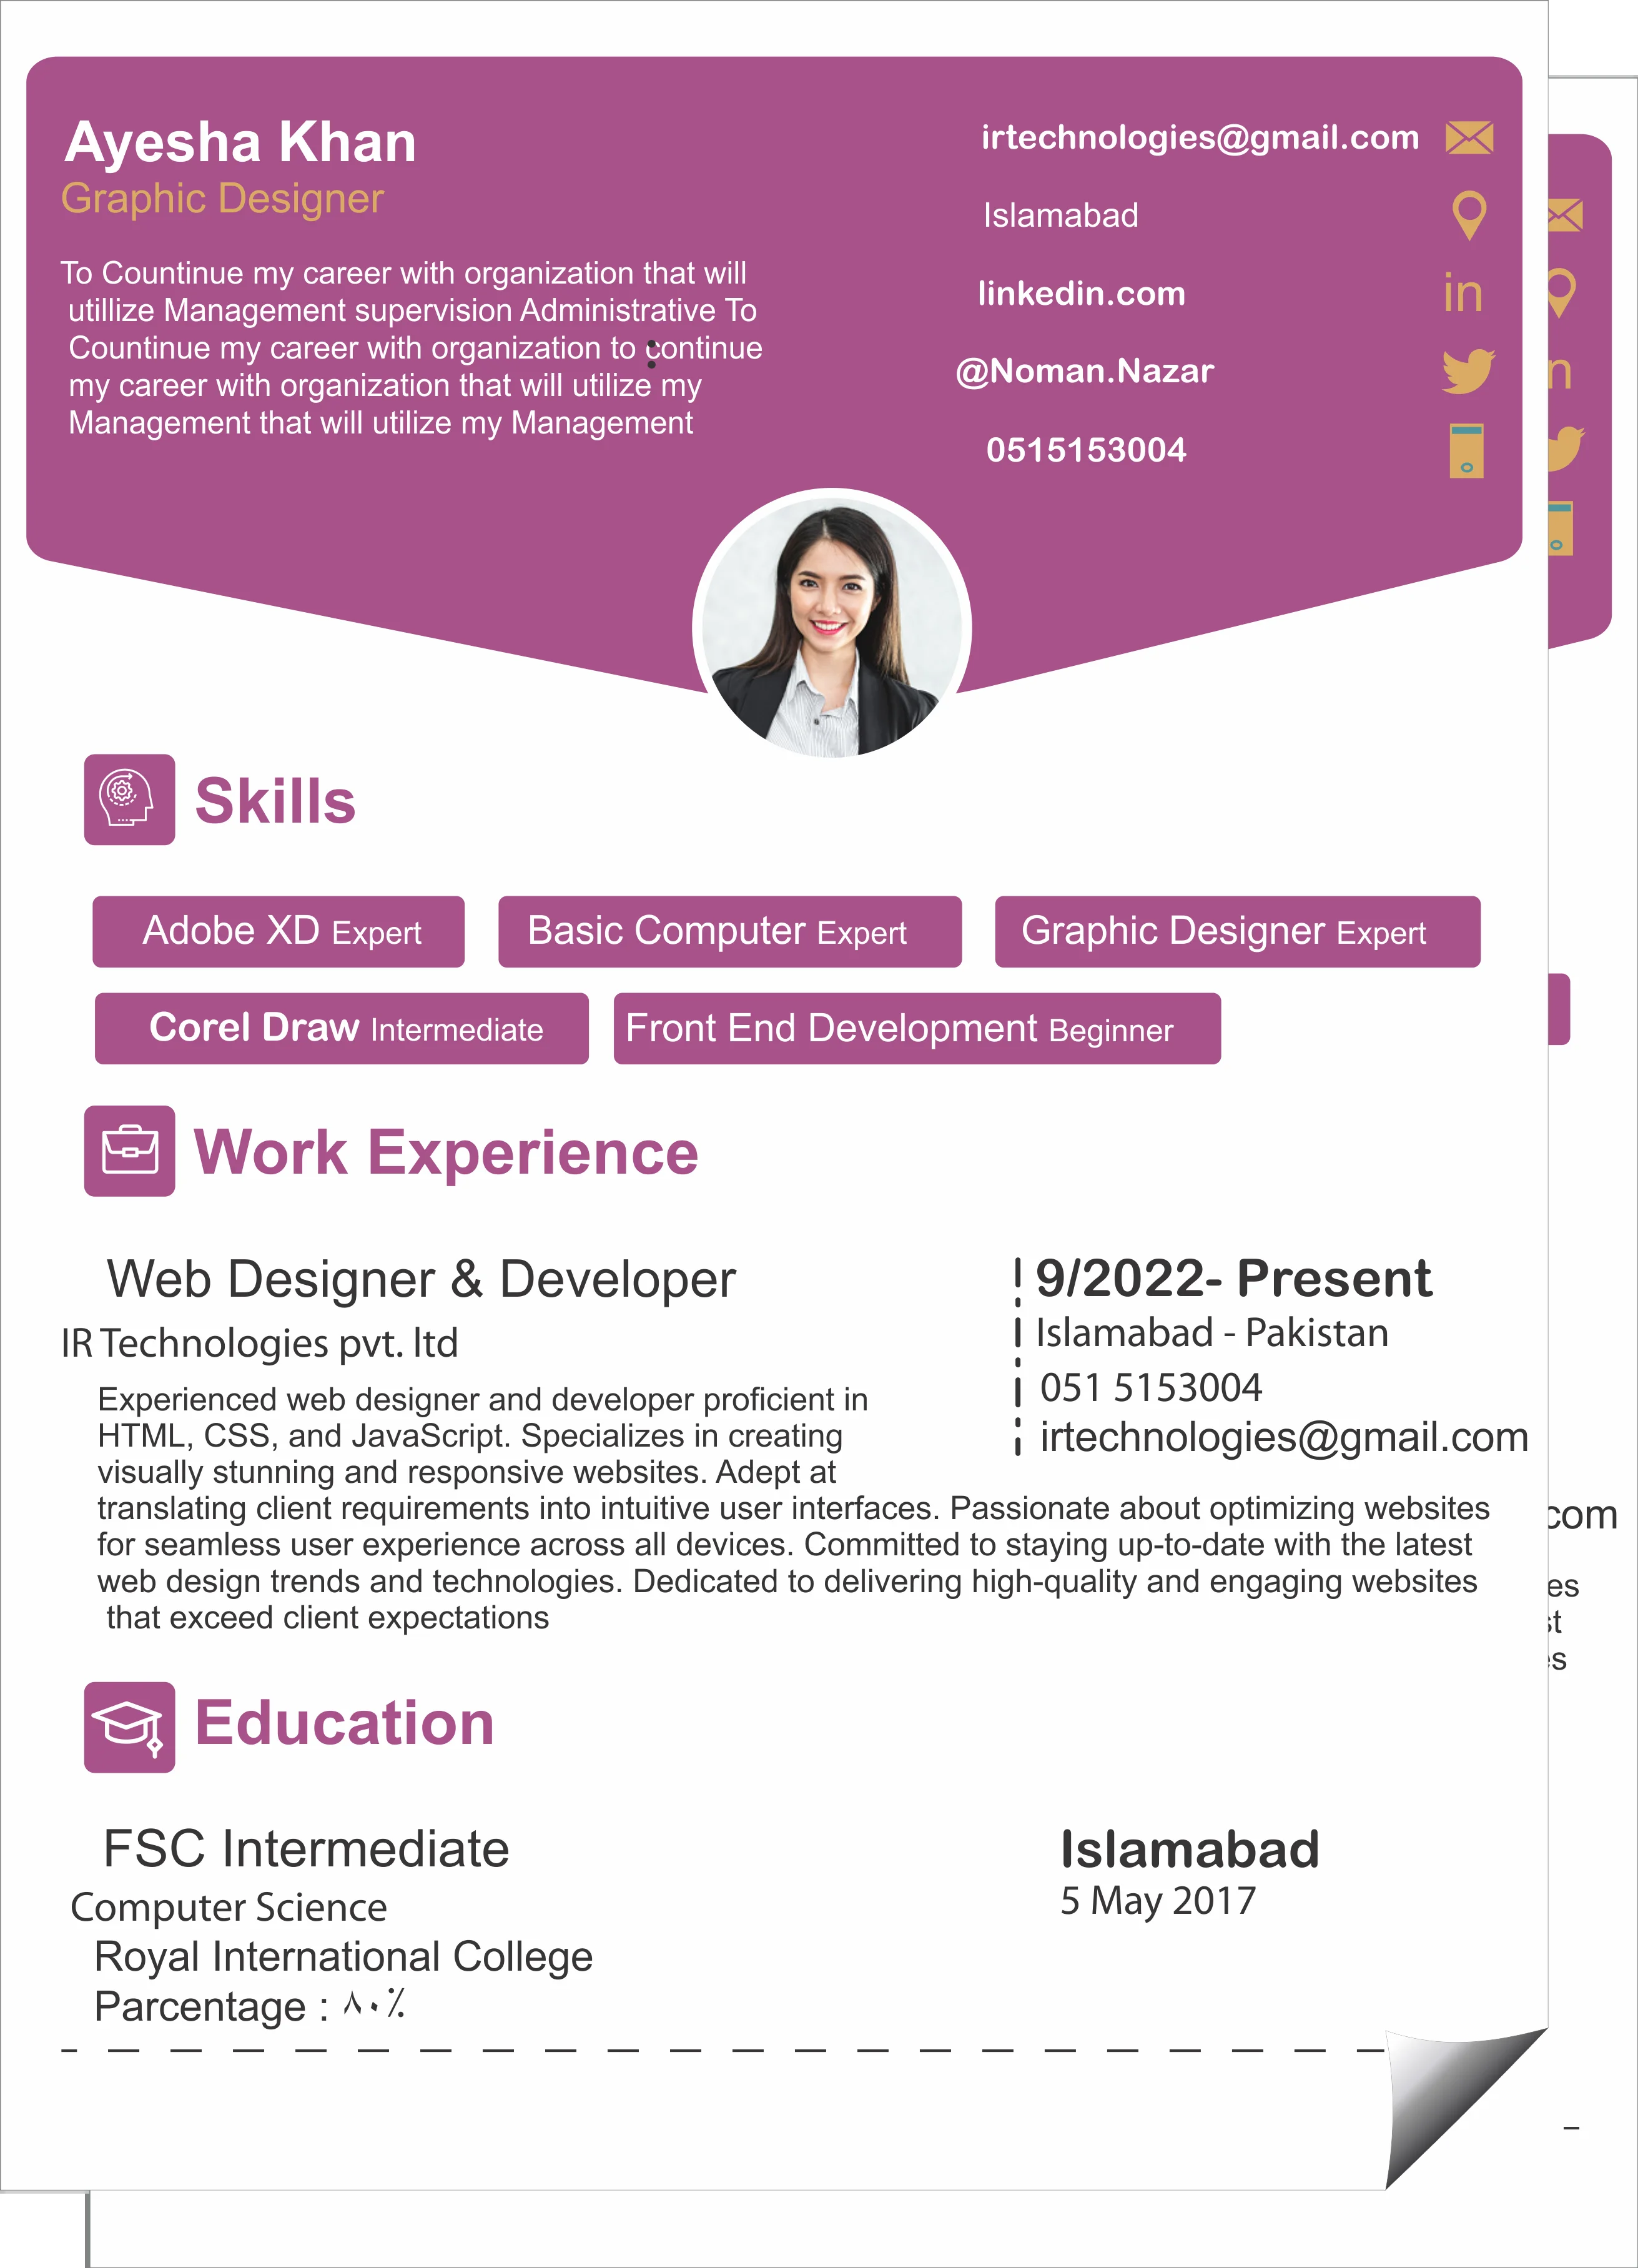 Ayesha Khan
Graphic Designer
To Countinue my career with organization that will
utillize Management supervision Administrative To
Countinue my career with organization to continue
my career with organization that will utilize my
Management that will utilize my Management
irtechnologies@gmail.com
Islamabad
linkedin.com
in
@Noman.Nazar
0515153004
Skills
Adobe XD Expert
Basic Computer Expert
Graphic Designer Expert
Corel Draw Intermediate
Front End Development Beginner
Work Experience
Web Designer & Developer
IR Technologies pvt. ltd
9/2022- Present
Islamabad - Pakistan
051 5153004
irtechnologies@gmail.com
Experienced web designer and developer proficient in
HTML, CSS, and JavaScript. Specializes in creating
visually stunning and responsive websites. Adept at
translating client requirements into intuitive user interfaces. Passionate about optimizing websites
for seamless user experience across all devices. Committed to staying up-to-date with the latest
web design trends and technologies. Dedicated to delivering high-quality and engaging websites
that exceed client expectations
Education
FSC Intermediate
Computer Science
Royal International College
Parcentage : ٨٠٪
Islamabad
5 May 2017